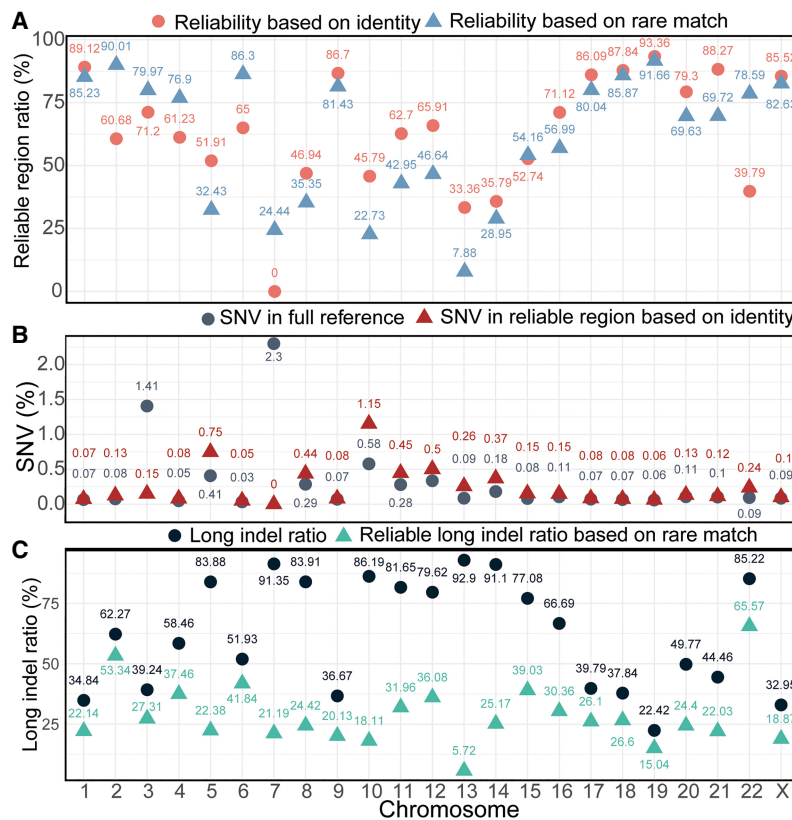 A
Reliability based on identity Reliability based on rare match
Reliable region ratio (%)
100
75
50
25
0
89.12 90.01 79.97 76.9 86.3 86.7 86.09 87.84 93.36 88.27 85.52
85.23 60.68 71.2 61.23 51.91 65 81.43 62.7 65.91 71.12 80.04 85.87 91.66 79.3 69.72 78.59 82.63
32.43 24.44 46.94 35.35 45.79 42.95 46.64 33.36 35.79 54.16 52.74 56.99 69.63 39.79
0 22.73 7.88 28.95
B
SNV in full reference SNV in reliable region based on identity
SNV (%)
2.0
1.5
1.0
0.5
0.0
2.3
1.41 1.15
0.07 0.13 0.15 0.08 0.75 0.05 0 0.44 0.08 0.45 0.5 0.26 0.37 0.15 0.15 0.08 0.08 0.06 0.13 0.12 0.24 0.1
0.07 0.08 0.05 0.41 0.03 0.29 0.07 0.58 0.28 0.09 0.18 0.08 0.11 0.07 0.07 0.06 0.11 0.1 0.09 0.09
C
Long indel ratio Reliable long indel ratio based on rare match
Long indel ratio (%)
75
50
25
34.84 62.27 39.24 58.46 83.88 51.93 91.35 83.91 36.67 86.19 81.65 79.62 92.9 91.1 77.08 66.69 39.79 37.84 22.42 49.77 44.46 85.22 32.95
22.14 53.34 27.31 37.46 22.38 41.84 21.19 24.42 20.13 18.11 31.96 36.08 5.72 25.17 39.03 30.36 26.1 26.6 15.04 24.4 22.03 65.57 18.87
1 2 3 4 5 6 7 8 9 10 11 12 13 14 15 16 17 18 19 20 21 22 X
Chromosome